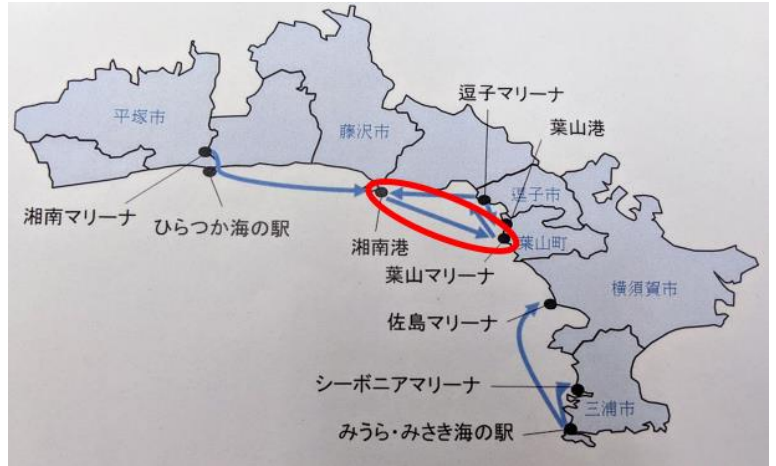 逗子マリーナ
葉山港
平塚市
藤沢市
逗子市
湘南マリーナ
ひらつか海の駅
湘南港
葉山町
葉山マリーナ
横須賀市
佐島マリーナ
シーボニアマリーナ
三浦市
みうら・みさき海の駅